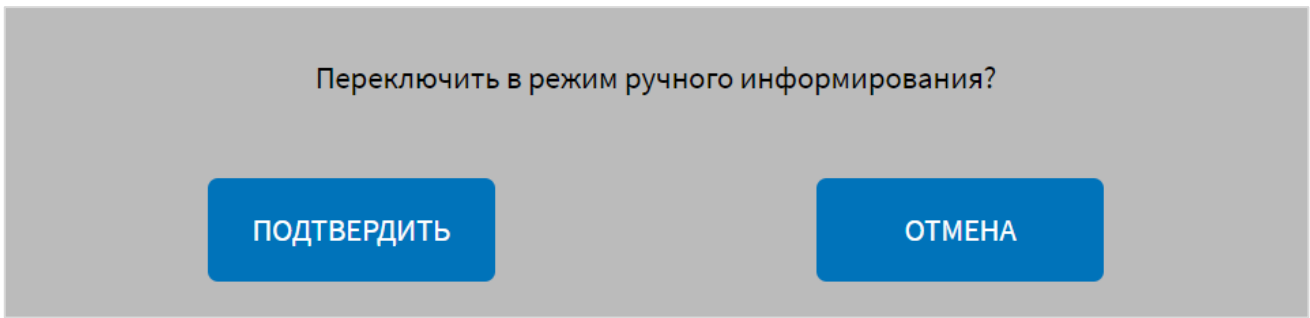 Переключить в режим ручного информирования?
ПОДТВЕРДИТЬ
ОТМЕНА